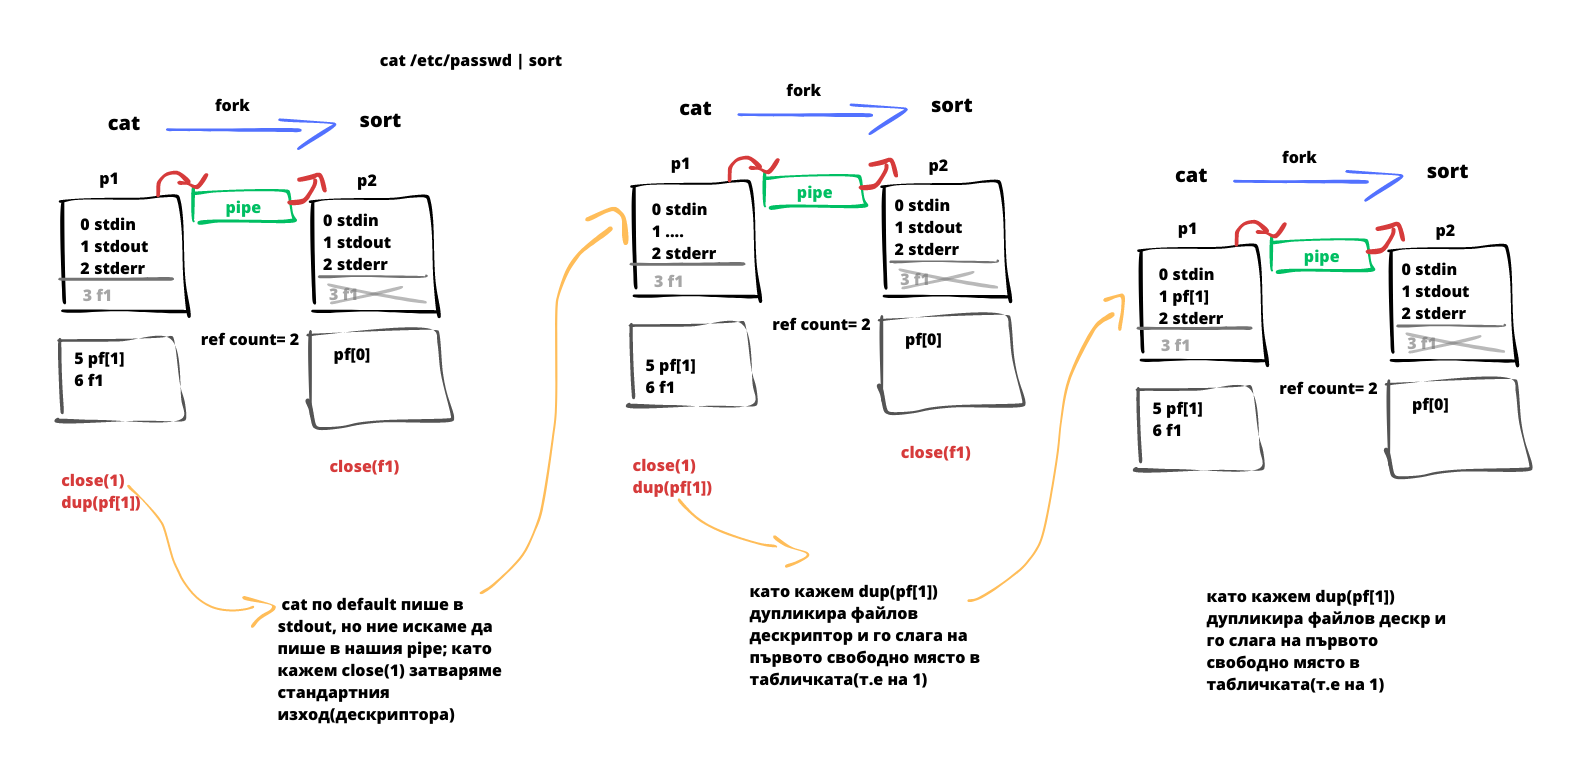 cat /etc/passwd | sort
fork
cat
sort
p1
p2
pipe
0 stdin
1 stdout
2 stderr
3 f1
0 stdin
1 stdout
2 stderr
3 f1
ref count= 2
5 pf[1]
6 f1
pf[0]
close(1)
dup(pf[1])
close(f1)
cat по default пише в
stdout, но ние искаме да
пише в нашия pipe; като
кажем close(1) затваряме
стандартния
изход(дескриптора)
fork
cat
sort
p1
p2
pipe
0 stdin
1 ....
2 stderr
3 f1
0 stdin
1 stdout
2 stderr
3 f1
ref count= 2
5 pf[1]
6 f1
pf[0]
close(1)
dup(pf[1])
close(f1)
като кажем dup(pf[1])
дупликира файлов
дескриптор и го слага на
първото свободно място в
табличката(т.е на 1)
fork
cat
sort
p1
p2
pipe
0 stdin
1 pf[1]
2 stderr
3 f1
0 stdin
1 stdout
2 stderr
3 f1
ref count= 2
5 pf[1]
6 f1
pf[0]
като кажем dup(pf[1])
дупликира файлов дескр и
го слага на първото
свободно място в
табличката(т.е на 1)